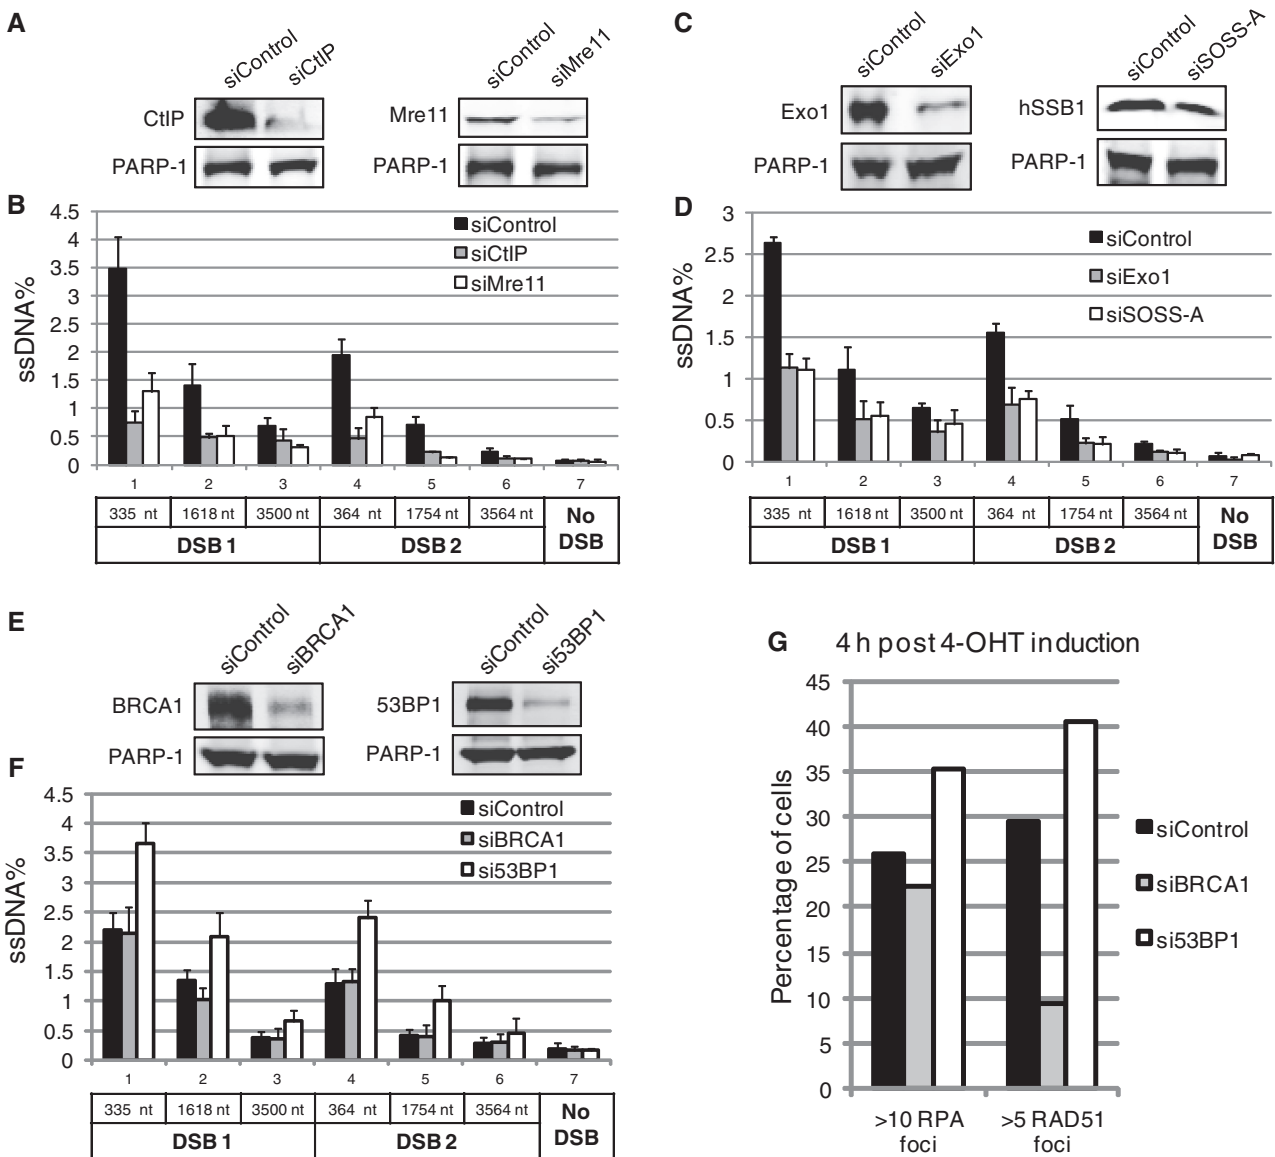 A
siControl
siCtIP
CtIP
PARP-1
siControl
siMre11
Mre11
PARP-1
B
ssDNA%
4.5
4
3.5
3
2.5
2
1.5
1
0.5
0
siControl
siCtIP
siMre11
1 2 3 4 5 6 7
335 nt 1618 nt 3500 nt 364 nt 1754 nt 3564 nt No DSB
DSB 1 DSB 2
C
siControl
siExo1
Exo1
PARP-1
siControl
siSOSS-A
hSSB1
PARP-1
D
ssDNA%
3
2.5
2
1.5
1
0.5
0
siControl
siExo1
siSOSS-A
1 2 3 4 5 6 7
335 nt 1618 nt 3500 nt 364 nt 1754 nt 3564 nt No DSB
DSB 1 DSB 2
E
siControl
siBRCA1
BRCA1
PARP-1
siControl
si53BP1
53BP1
PARP-1
F
ssDNA%
4.5
4
3.5
3
2.5
2
1.5
1
0.5
0
siControl
siBRCA1
si53BP1
1 2 3 4 5 6 7
335 nt 1618 nt 3500 nt 364 nt 1754 nt 3564 nt No DSB
DSB 1 DSB 2
G 4 h post 4-OHT induction
Percentage of cells
45
40
35
30
25
20
15
10
5
0
siControl
siBRCA1
si53BP1
>10 RPA foci
>5 RAD51 foci